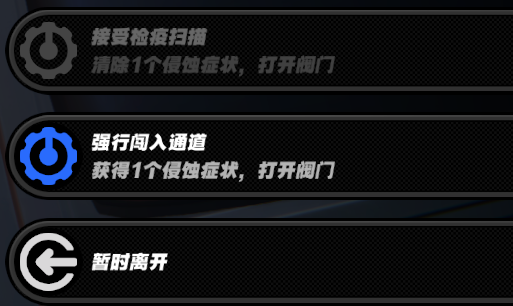 接受检疫扫描
清除1个侵蚀症状，打开阀门
强行闯入通道
获得1个侵蚀症状，打开阀门
暂时离开